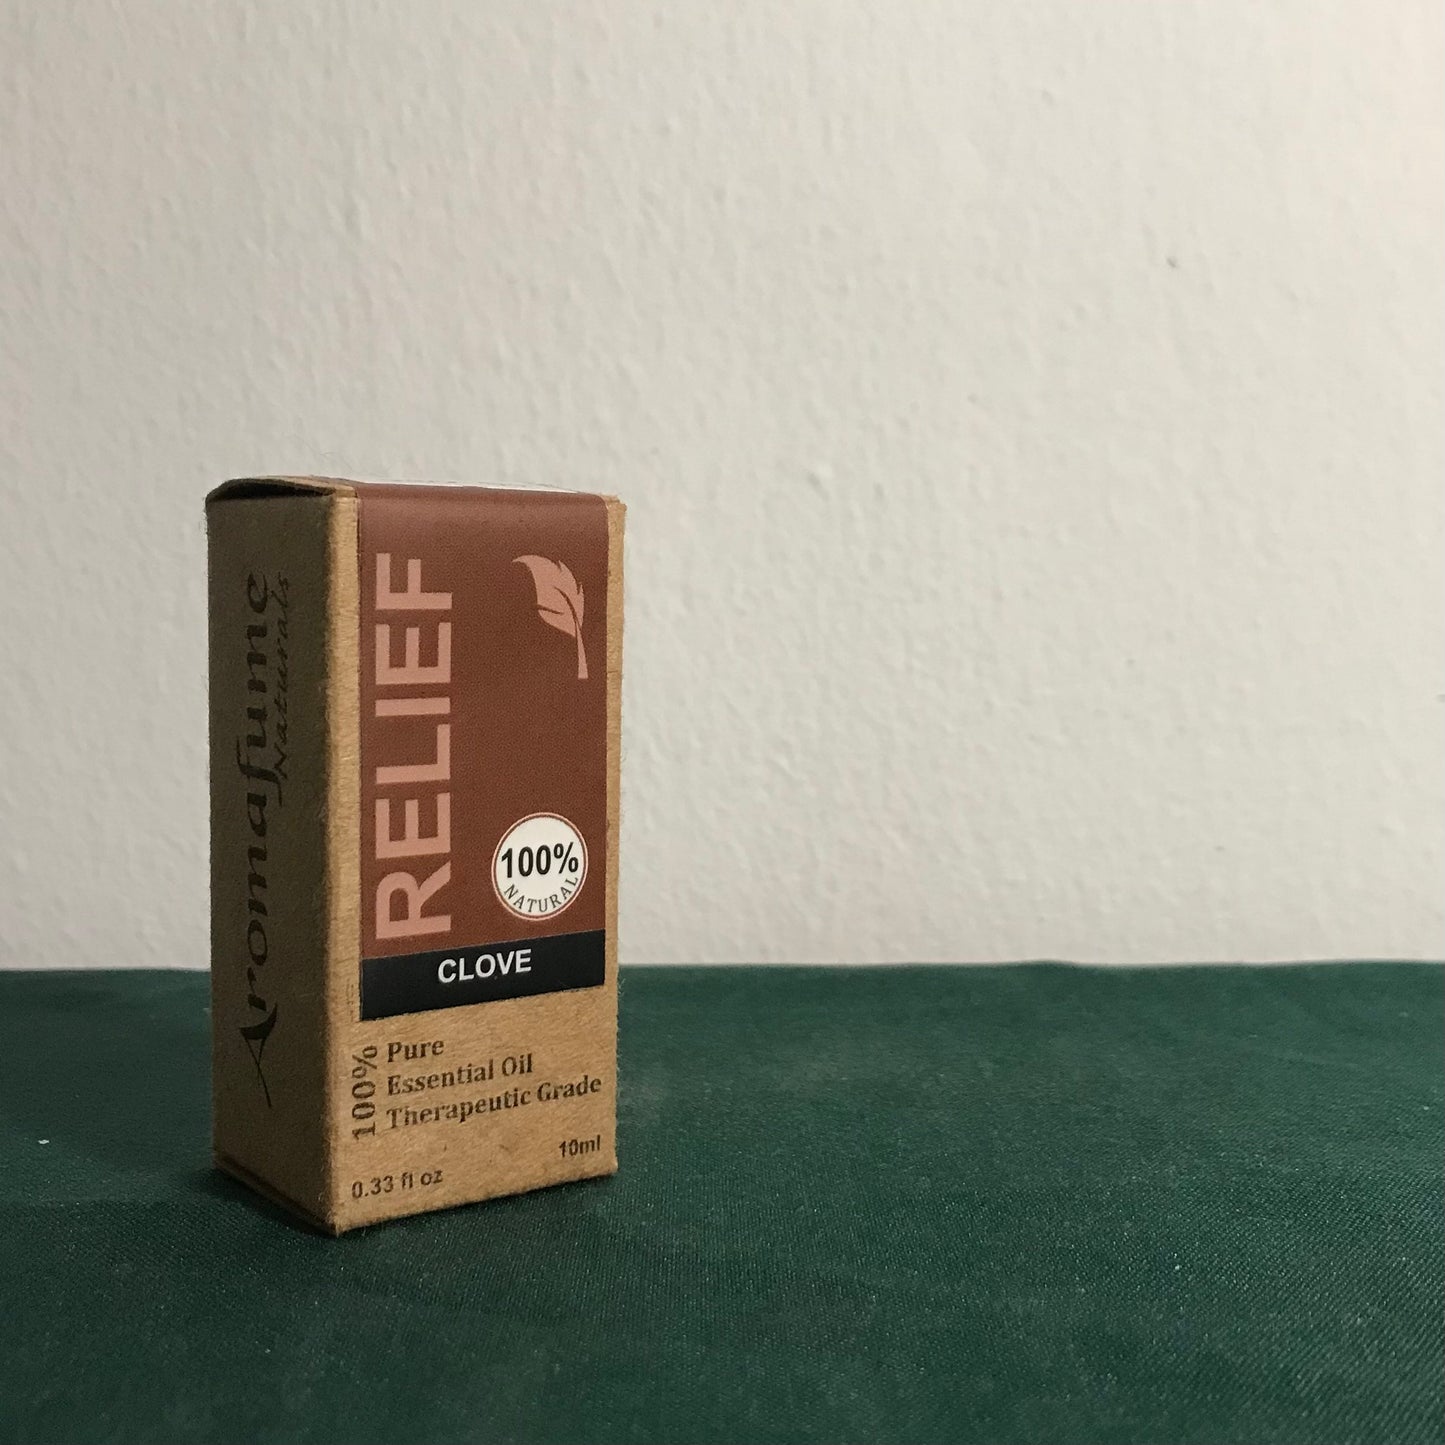 Aromafume
Naturals
RELIEF
100%
NATURAL
CLOVE
100%
Pure
Essential Oil
Therapeutic Grade
10ml
0.33 fl oz